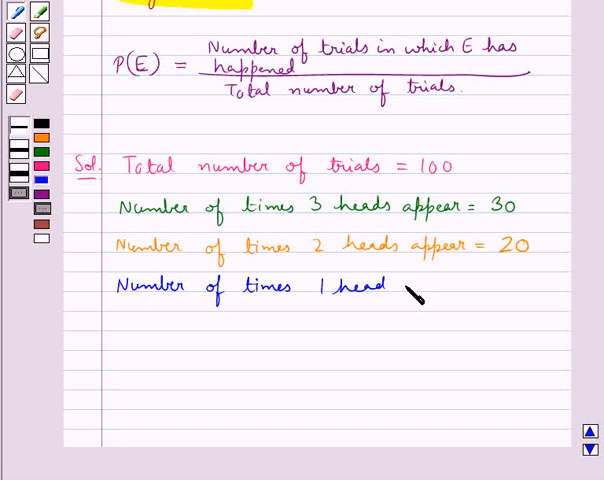 P(E) = Number of trials in which E has
happened
Total number of trials.
Sol. Total number of trials = 100
Number of times 3 heads appear = 30
Number of times 2 heads appear = 20
Number of times 1 head